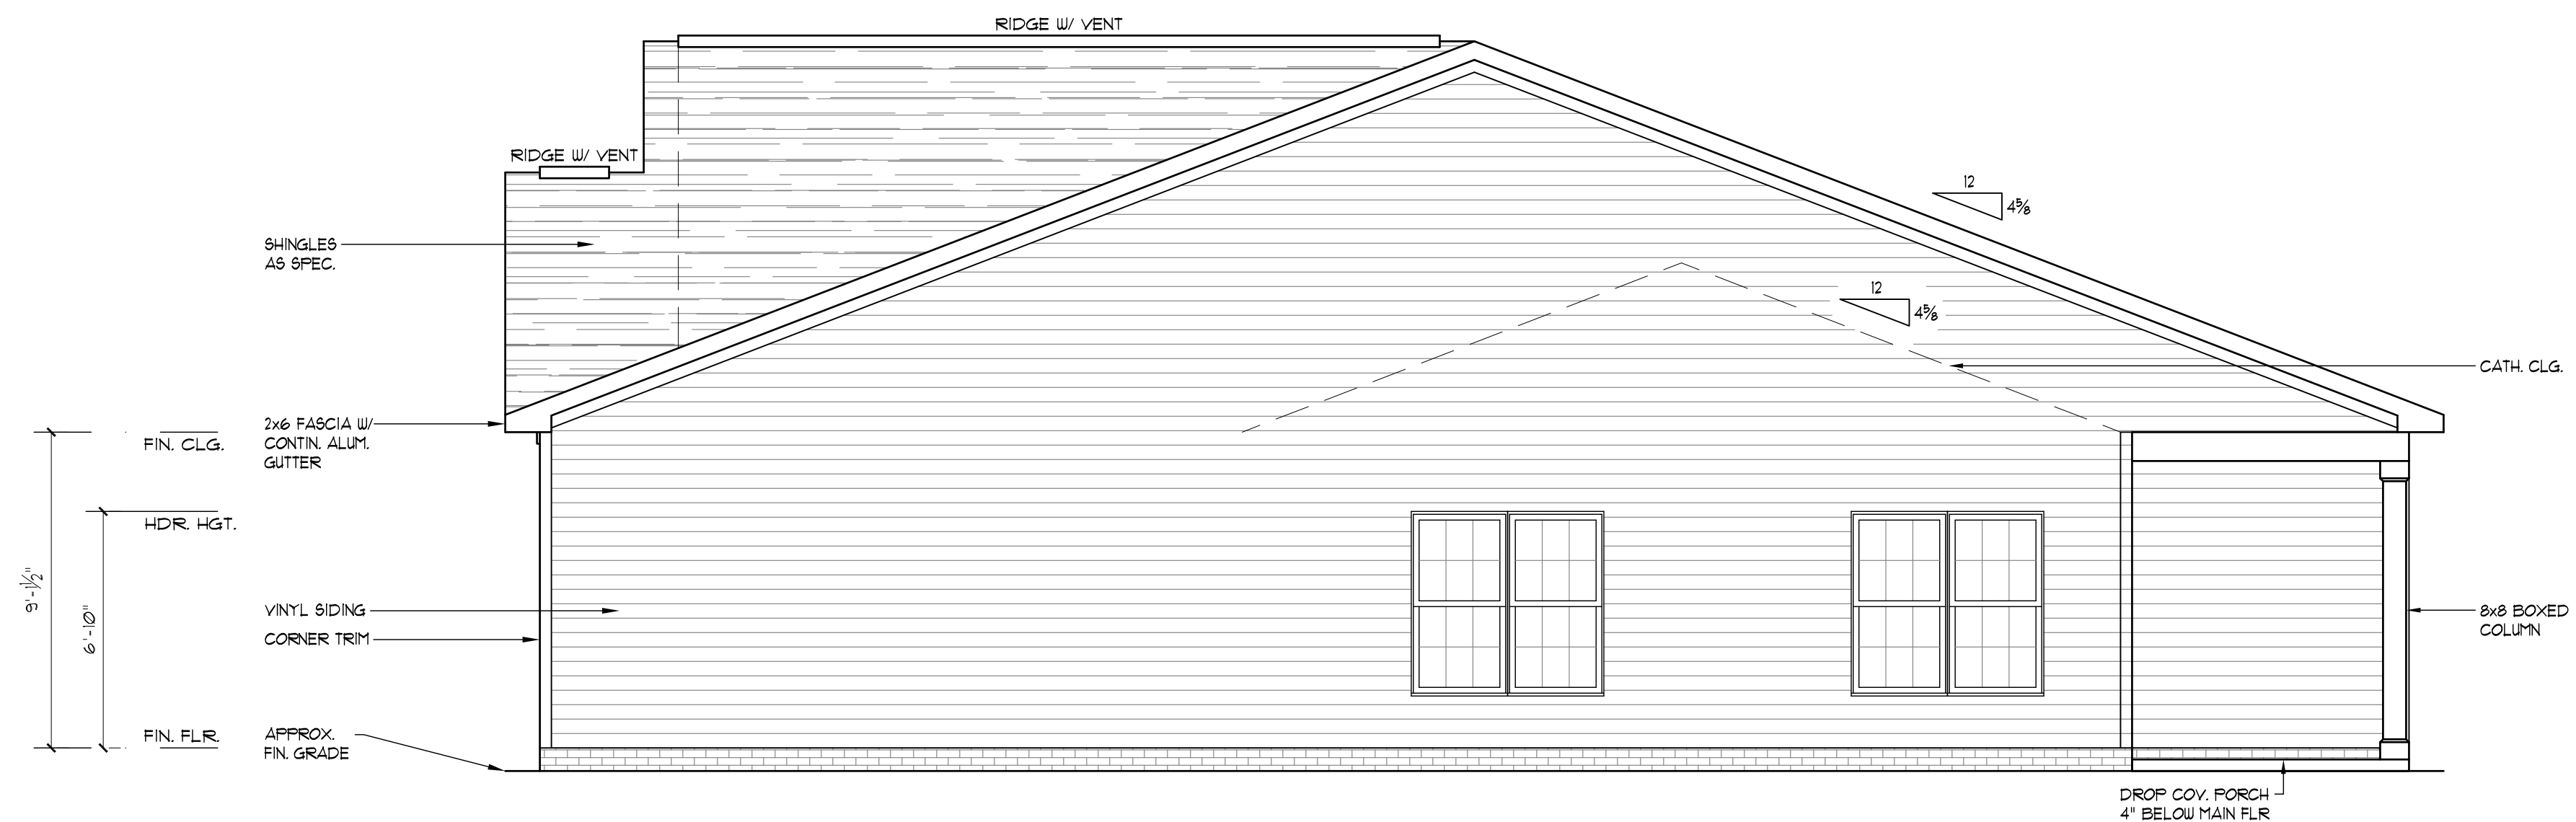 RIDGE W/ VENT
RIDGE W/ VENT
12
4⅝
SHINGLES
AS SPEC.
12
4⅝
CATH. CLG.
2x6 FASCIA W/
CONTIN. ALUM.
GUTTER
FIN. CLG.
HDR. HGT.
9'-1½"
6'-10"
VINYL SIDING
CORNER TRIM
8x8 BOXED
COLUMN
FIN. FLR.
APPROX.
FIN. GRADE
DROP COV. PORCH
4" BELOW MAIN FLR